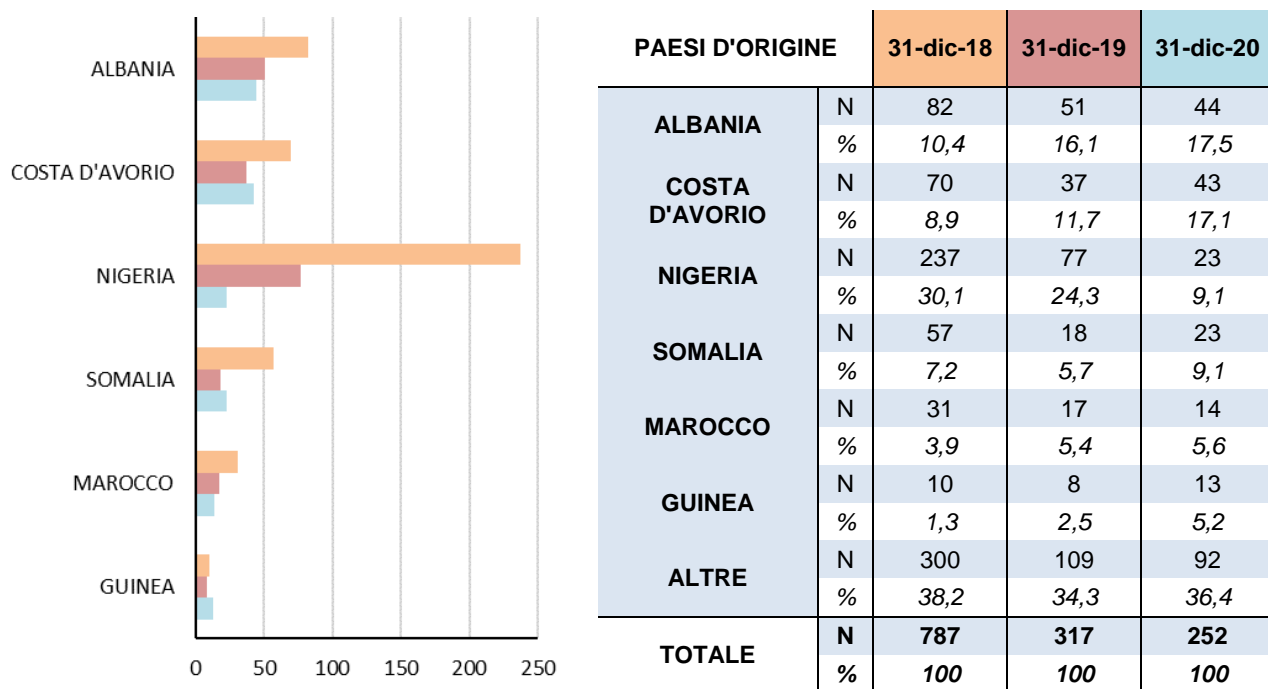 ALBANIA
COSTA D'AVORIO
NIGERIA
SOMALIA
MAROCCO
GUINEA
0 50 100 150 200 250
PAESI D'ORIGINE 31-dic-18 31-dic-19 31-dic-20
ALBANIA
N 82 51 44
% 10,4 16,1 17,5
COSTA
D'AVORIO
N 70 37 43
% 8,9 11,7 17,1
NIGERIA
N 237 77 23
% 30,1 24,3 9,1
SOMALIA
N 57 18 23
% 7,2 5,7 9,1
MAROCCO
N 31 17 14
% 3,9 5,4 5,6
GUINEA
N 10 8 13
% 1,3 2,5 5,2
ALTRE
N 300 109 92
% 38,2 34,3 36,4
TOTALE
N 787 317 252
% 100 100 100